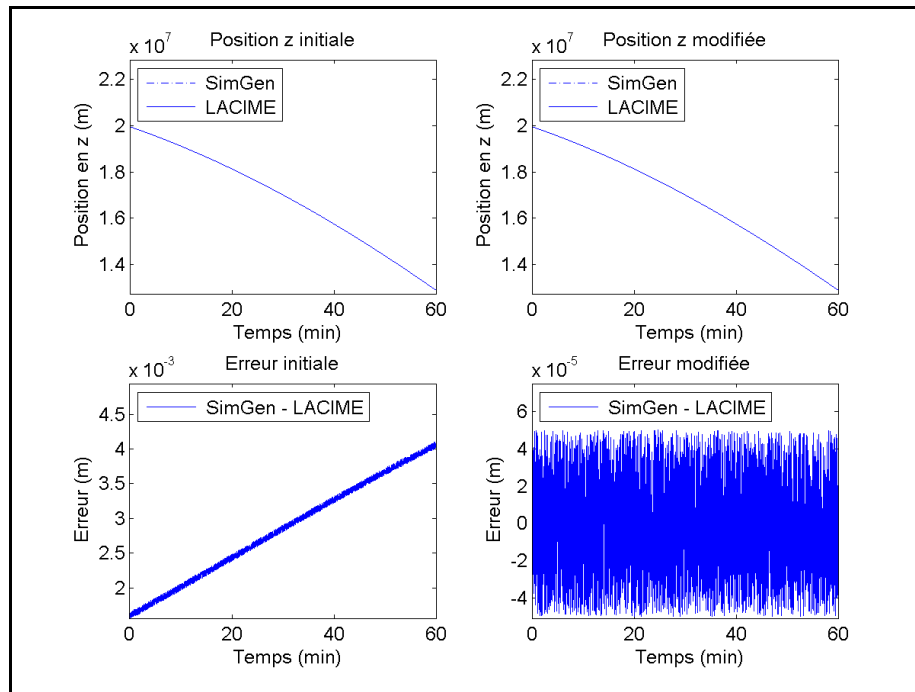 x 10⁷
Position z initiale
SimGen
LACIME
2.2
2
1.8
1.6
1.4
Position en z (m)
0
20
40
60
Temps (min)
x 10⁷
Position z modifiée
SimGen
LACIME
2.2
2
1.8
1.6
1.4
Position en z (m)
0
20
40
60
Temps (min)
x 10⁻³
Erreur initiale
SimGen - LACIME
4.5
4
3.5
3
2.5
2
Erreur (m)
0
20
40
60
Temps (min)
x 10⁻⁵
Erreur modifiée
SimGen - LACIME
6
4
2
0
-2
-4
Erreur (m)
0
20
40
60
Temps (min)